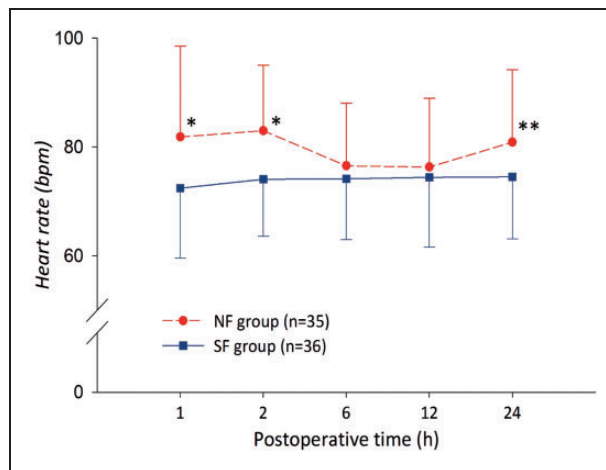 100
80
60
0
Heart rate (bpm)
*
*
**
NF group (n=35)
SF group (n=36)
1 2 6 12 24
Postoperative time (h)